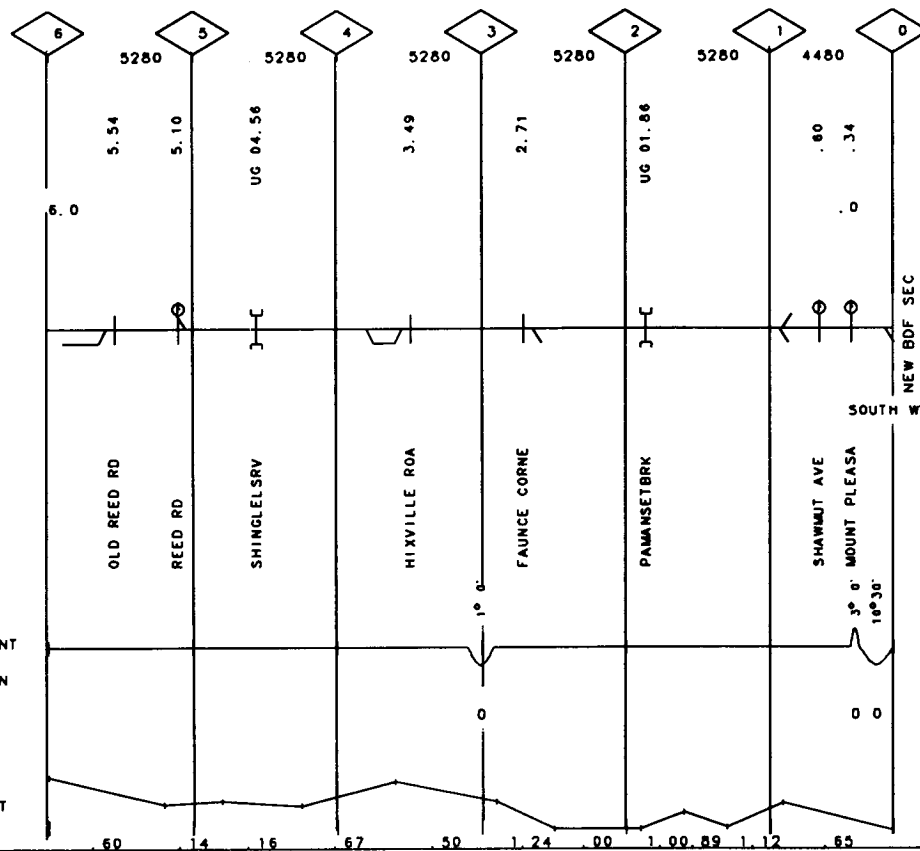 6 5 4 3 2 1 0
5280 5280 5280 5280 5280 4480
5.54
5.10
UG 04.56
3.49
2.71
UG 01.86
.60
.34
6.0
.0
NEW BDF SEC
SOUTH W
OLD REED RD
REED RD
SHINGLELSRV
HIXVILLE ROA
FAUNCE CORNE
PAMANSETBRK
SHAWMUT AVE
MOUNT PLEASA
1° 0'
3° 0'
10°30'
NT
N
0 0 0
T
.60 .14 .16 .67 .50 1.24 .00 1.00 .89 1.12 .65